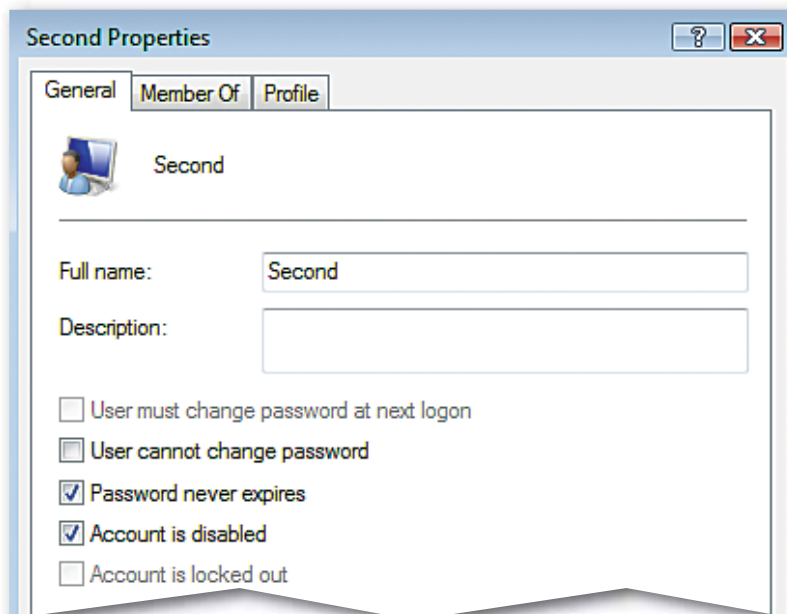 Second Properties
?
General Member Of Profile
Second
Full name: Second
Description:
User must change password at next logon
User cannot change password
Password never expires
Account is disabled
Account is locked out